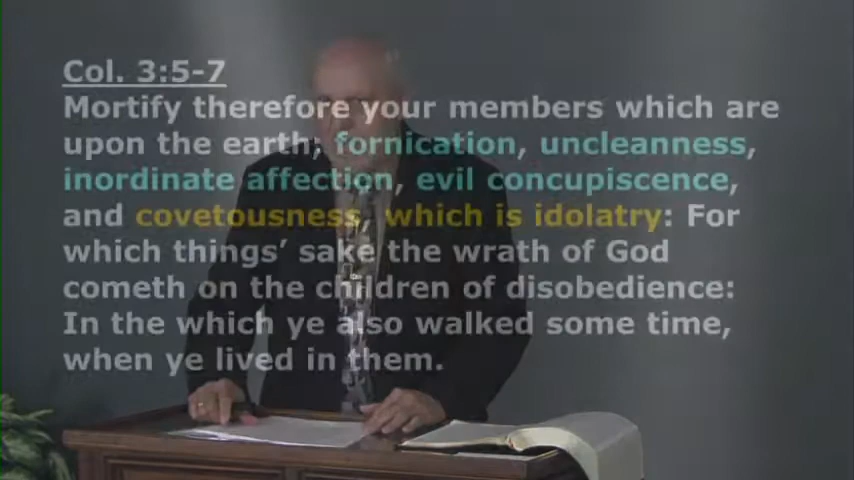 Col. 3:5-7
Mortify therefore your members which are
upon the earth; fornication, uncleanness,
inordinate affection, evil concupiscence,
and covetousness, which is idolatry: For
which things’ sake the wrath of God
cometh on the children of disobedience:
In the which ye also walked some time,
when ye lived in them.